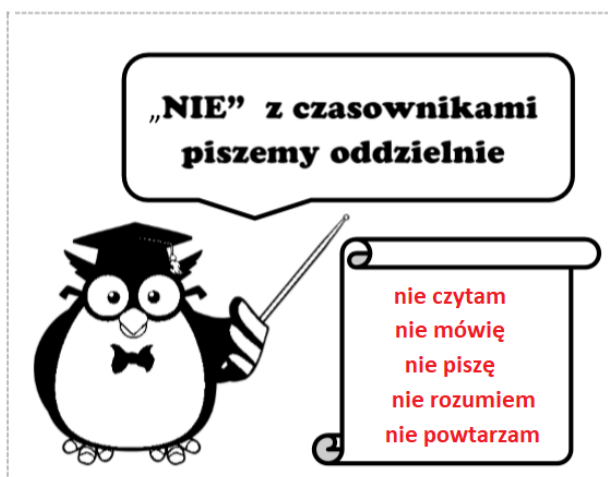 „NIE” z czasownikami
piszemy oddzielnie
nie czytam
nie mówię
nie piszę
nie rozumiem
nie powtarzam